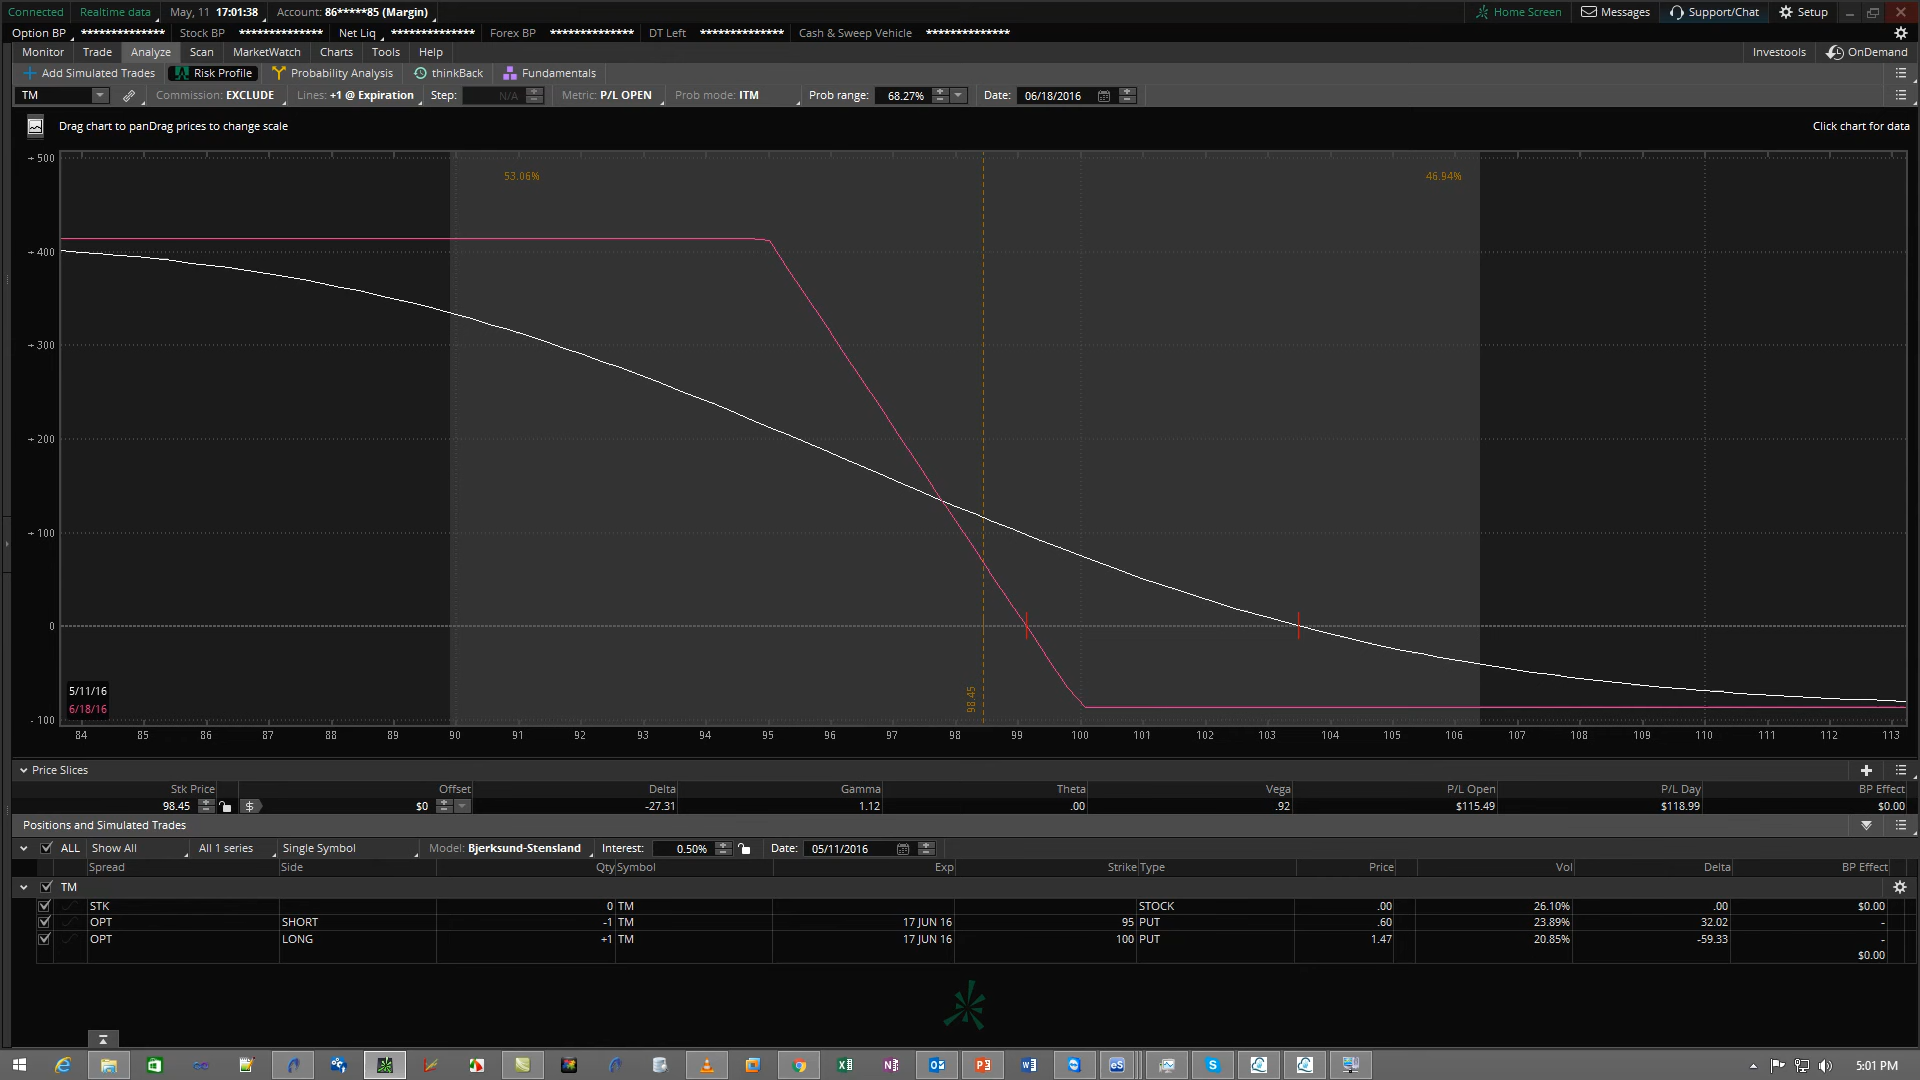 Connected Realtime data May, 11 17:01:38 Account: 86*****85 (Margin) Home Screen Messages Support/Chat Setup
Option BP ************** Stock BP ************** Net Liq ************** Forex BP ************** DT Left ************** Cash & Sweep Vehicle **************
Monitor Trade Analyze Scan MarketWatch Charts Tools Help Investools OnDemand
Add Simulated Trades Risk Profile Probability Analysis thinkBack Fundamentals
TM Commission: EXCLUDE Lines: +1 @ Expiration Step: N/A Metric: P/L OPEN Prob mode: ITM Prob range: 68.27% Date: 06/18/2016
Drag chart to panDrag prices to change scale Click chart for data
+500
53.06% 46.94%
+400
+300
+200
+100
0
5/11/16
6/18/16
98.45
-100
84 85 86 87 88 89 90 91 92 93 94 95 96 97 98 99 100 101 102 103 104 105 106 107 108 109 110 111 112 113
Price Slices
Stk Price Offset Delta Gamma Theta Vega P/L Open P/L Day BP Effect
98.45 $ $0 -27.31 1.12 .00 .92 $115.49 $118.99 $0.00
Positions and Simulated Trades
ALL Show All All 1 series Single Symbol Model: Bjerksund-Stensland Interest: 0.50% Date: 05/11/2016
Spread Side Qty Symbol Exp Strike Type Price Vol Delta BP Effect
TM
STK 0 TM STOCK .00 26.10% .00 $0.00
OPT SHORT -1 TM 17 JUN 16 95 PUT .60 23.89% 32.02 -
OPT LONG +1 TM 17 JUN 16 100 PUT 1.47 20.85% -59.33 -
$0.00
5:01 PM